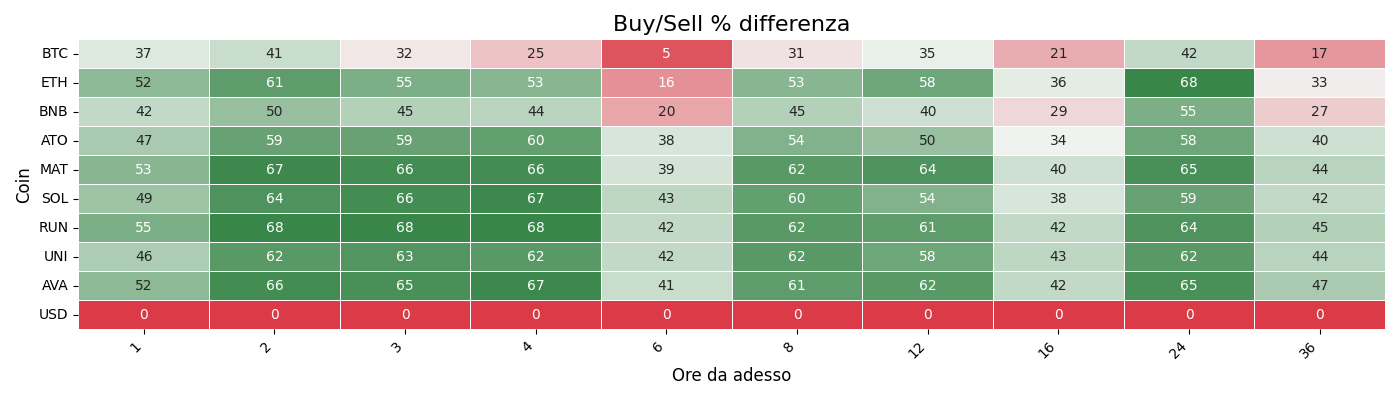 Buy/Sell % differenza
Coin
BTC 37 41 32 25 5 31 35 21 42 17
ETH 52 61 55 53 16 53 58 36 68 33
BNB 42 50 45 44 20 45 40 29 55 27
ATO 47 59 59 60 38 54 50 34 58 40
MAT 53 67 66 66 39 62 64 40 65 44
SOL 49 64 66 67 43 60 54 38 59 42
RUN 55 68 68 68 42 62 61 42 64 45
UNI 46 62 63 62 42 62 58 43 62 44
AVA 52 66 65 67 41 61 62 42 65 47
USD 0 0 0 0 0 0 0 0 0 0
1 2 3 4 6 8 12 16 24 36
Ore da adesso